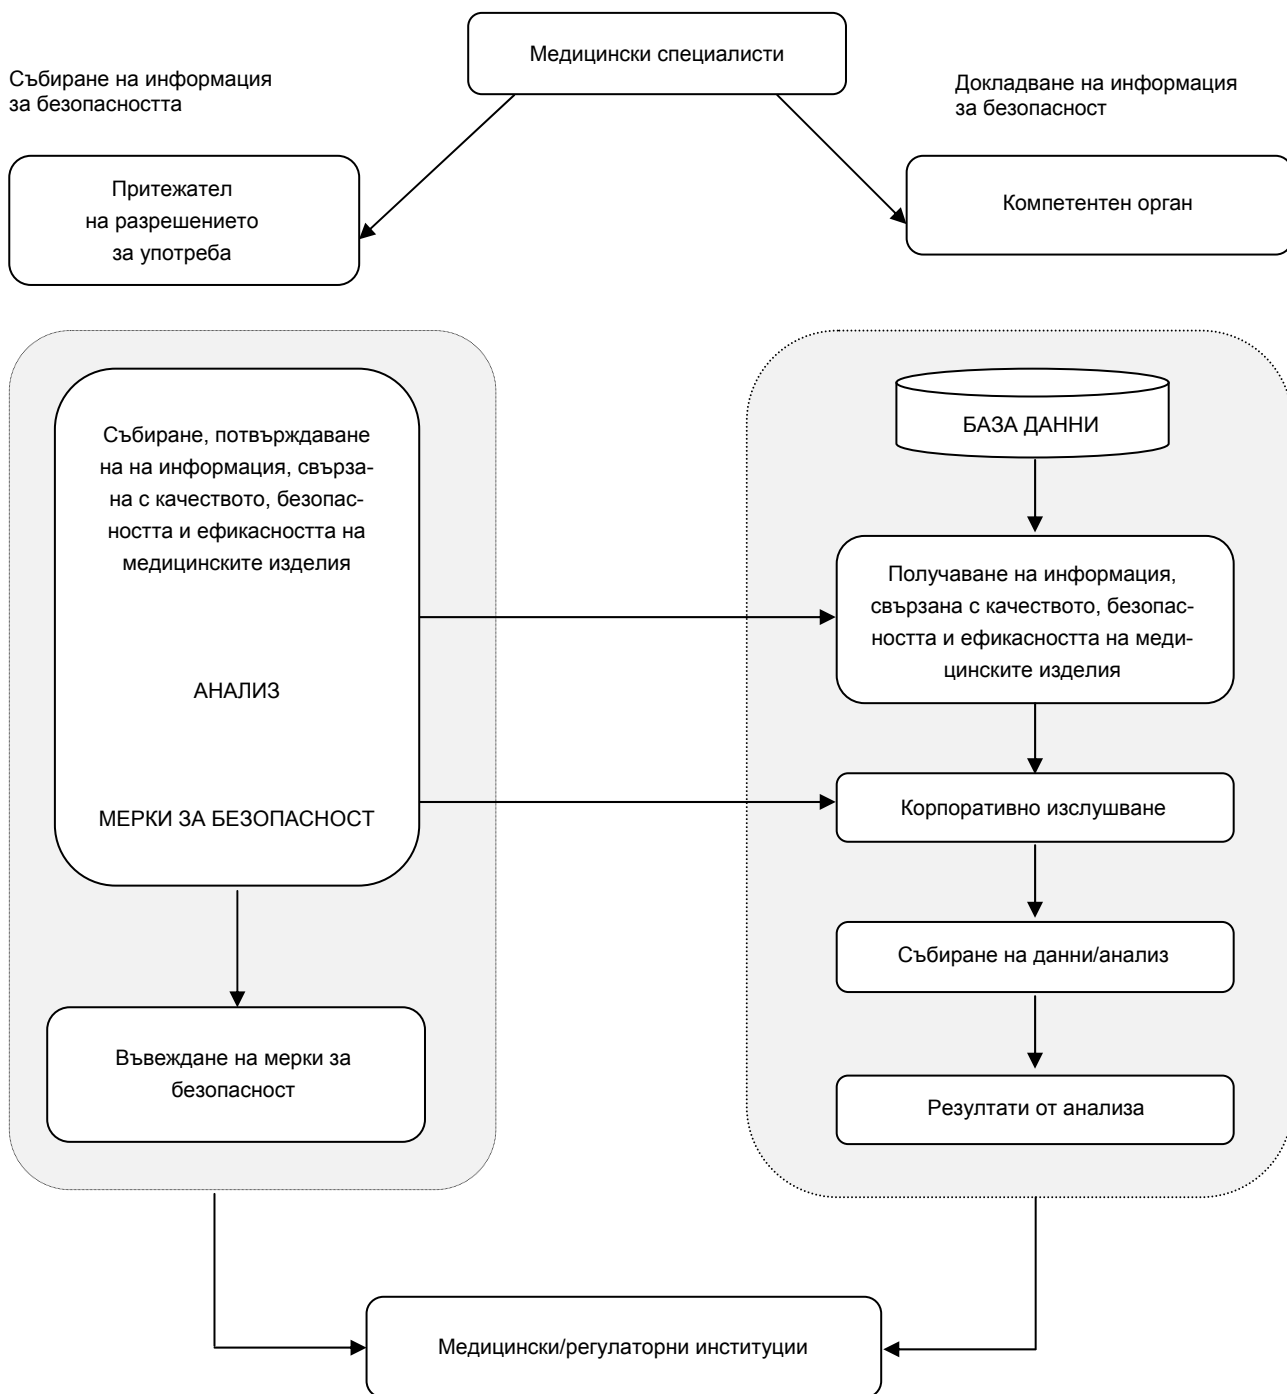 Медицински специалисти
Събиране на информация
за безопасността
Докладване на информация
за безопасност
Притежател
на разрешението
за употреба
Компетентен орган
Събиране, потвърждаване
на на информация, свърза-
на с качеството, безопас-
ността и ефикасността на
медицинските изделия
АНАЛИЗ
МЕРКИ ЗА БЕЗОПАСНОСТ
Въвеждане на мерки за
безопасност
БАЗА ДАННИ
Получаване на информация,
свързана с качеството, безопас-
ността и ефикасността на меди-
цинските изделия
Корпоративно изслушване
Събиране на данни/анализ
Резултати от анализа
Медицински/регулаторни институции